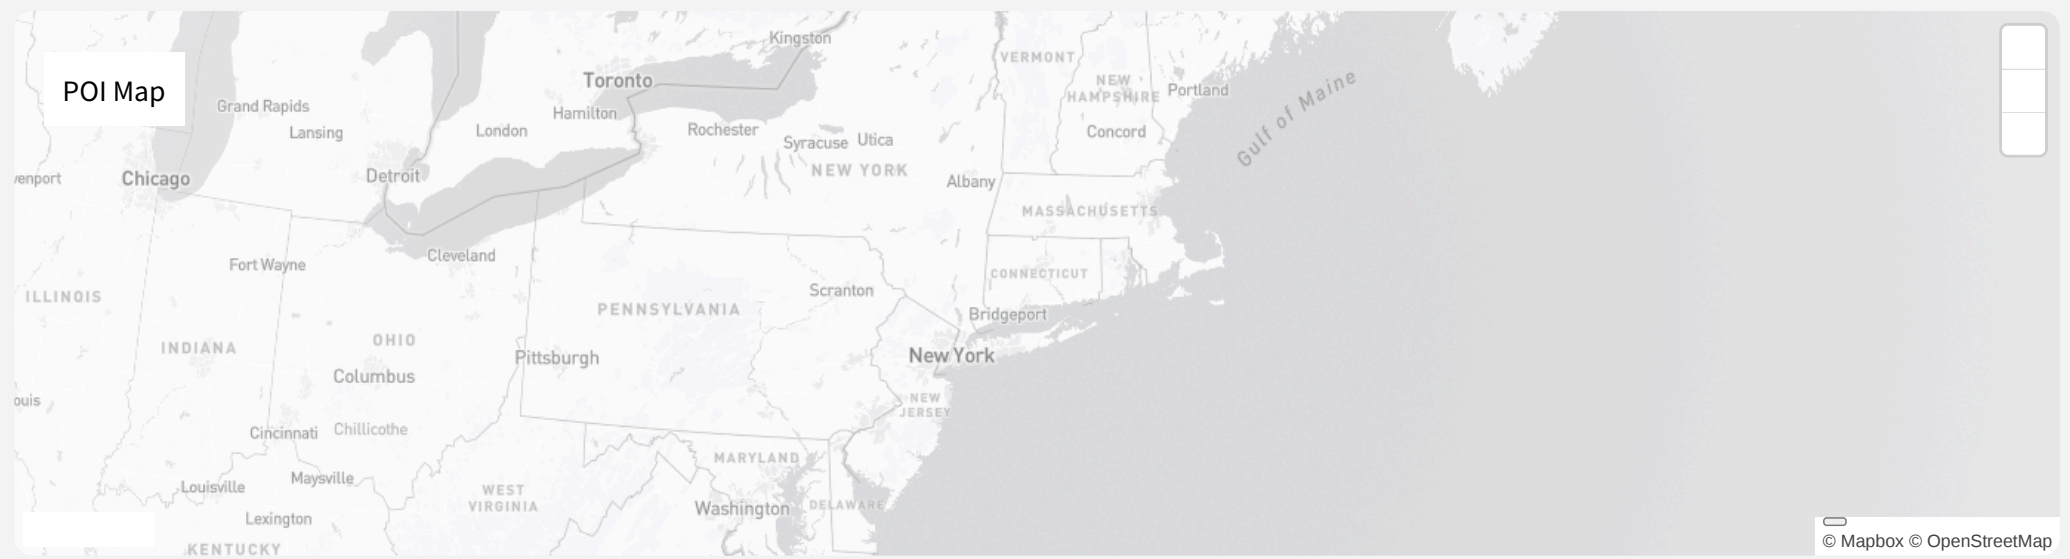 Kingston
VERMONT
Toronto
POI Map
NEW
HAMPSHIRE
Portland
Gulf of Maine
Grand Rapids
Hamilton
Lansing
London
Rochester
Concord
Syracuse
Utica
NEW YORK
venport
Chicago
Detroit
Albany
MASSACHUSETTS
Cleveland
Fort Wayne
CONNECTICUT
ILLINOIS
Scranton
PENNSYLVANIA
Bridgeport
INDIANA
OHIO
Pittsburgh
New York
Columbus
ouis
NEW
JERSEY
Cincinnati
Chillicothe
MARYLAND
Louisville
Maysville
WEST
VIRGINIA
Washington
DELAWARE
Lexington
KENTUCKY
© Mapbox © OpenStreetMap